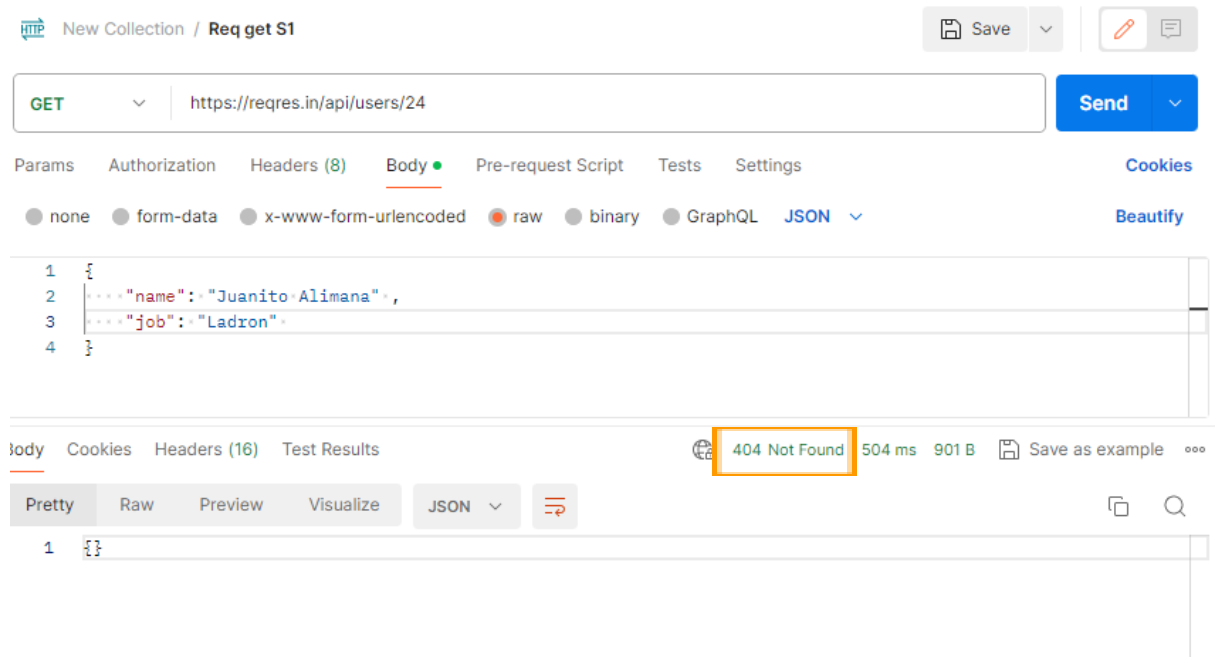 HTTP New Collection / Req get S1 Save
GET https://reqres.in/api/users/24 Send
Params Authorization Headers (8) Body Pre-request Script Tests Settings Cookies
none form-data x-www-form-urlencoded raw binary GraphQL JSON Beautify
1 {
2 "name": "Juanito Alimana" ,
3 "job": "Ladron"
4 }
Body Cookies Headers (16) Test Results 404 Not Found 504 ms 901 B Save as example
Pretty Raw Preview Visualize JSON
1 {}